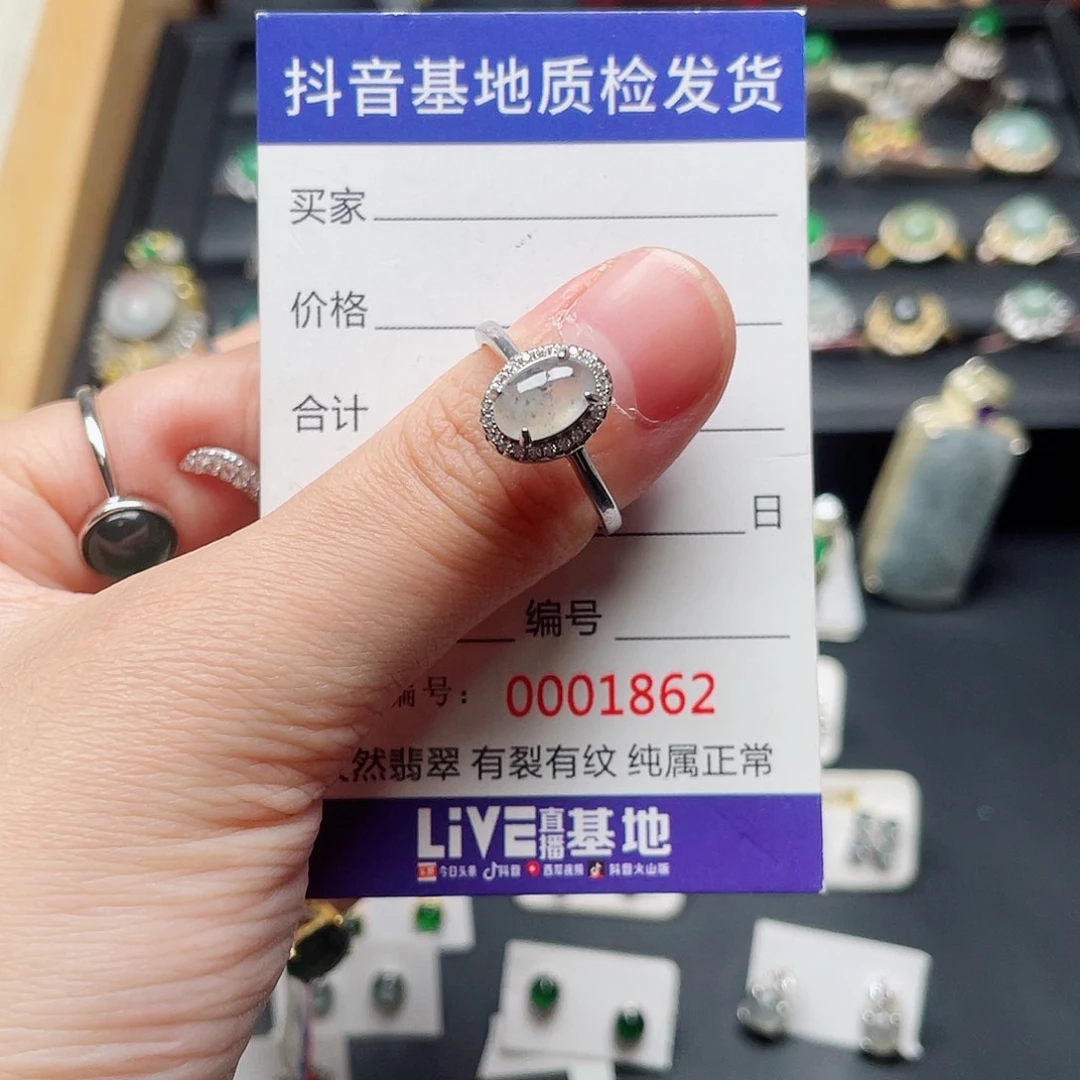 抖音基地质检发货
买家
价格
合计
日
编号
编号: 0001862
然翡翠 有裂有纹 纯属正常
LiVE直播基地
今日头条 抖音 西瓜视频 抖音火山版